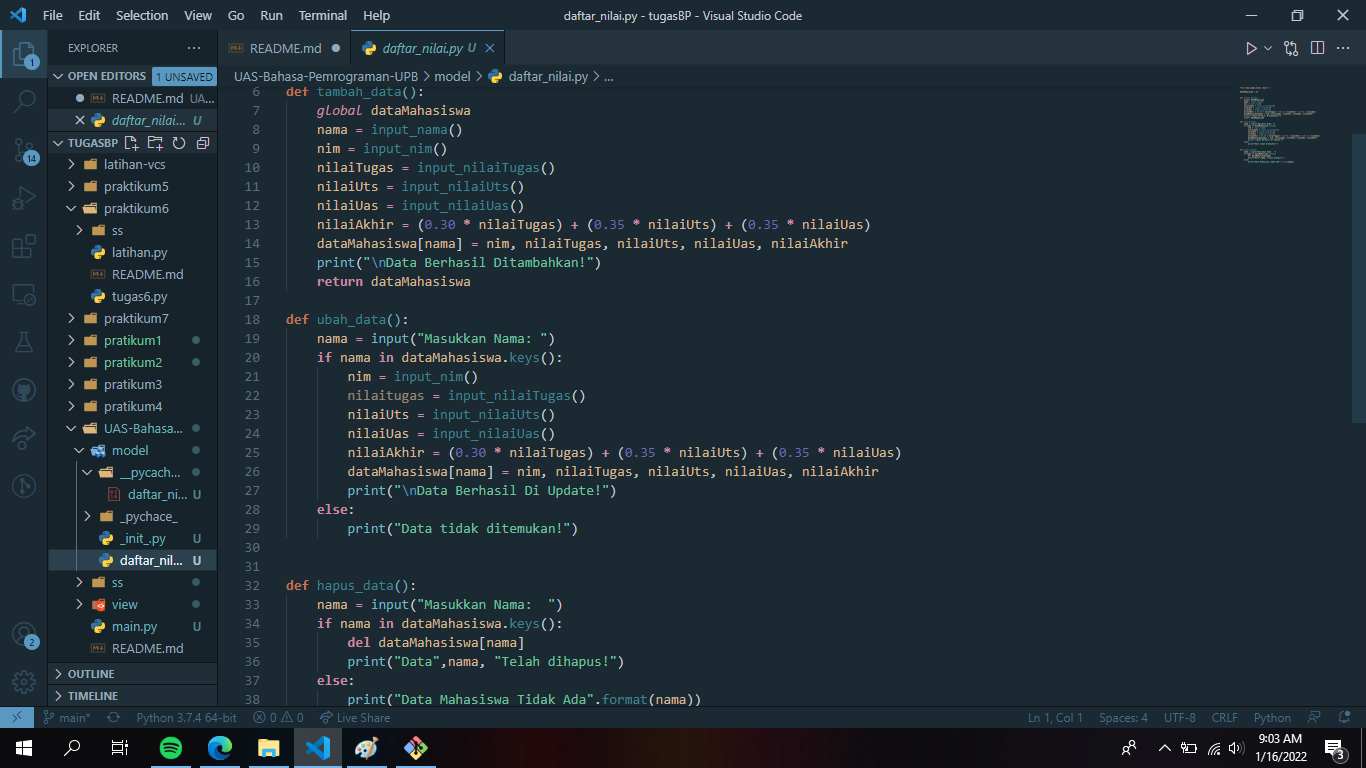 File Edit Selection View Go Run Terminal Help daftar_nilai.py - tugasBP - Visual Studio Code
EXPLORER ···
README.md
daftar_nilai.py U
OPEN EDITORS 1 UNSAVED
README.md UA...
daftar_nilai... U
TUGASBP
latihan-vcs
praktikum5
praktikum6
ss
latihan.py
README.md
tugas6.py
praktikum7
pratikum1
pratikum2
pratikum3
pratikum4
UAS-Bahasa...
model
__pycach...
daftar_ni... U
_pychace_
_init_.py U
daftar_nil... U
ss
view
main.py U
README.md
OUTLINE
TIMELINE
1
14
2
UAS-Bahasa-Pemrograman-UPB > model > daftar_nilai.py > ...
6 def tambah_data():
7 global dataMahasiswa
8 nama = input_nama()
9 nim = input_nim()
10 nilaiTugas = input_nilaiTugas()
11 nilaiUts = input_nilaiUts()
12 nilaiUas = input_nilaiUas()
13 nilaiAkhir = (0.30 * nilaiTugas) + (0.35 * nilaiUts) + (0.35 * nilaiUas)
14 dataMahasiswa[nama] = nim, nilaiTugas, nilaiUts, nilaiUas, nilaiAkhir
15 print("\nData Berhasil Ditambahkan!")
16 return dataMahasiswa
17
18 def ubah_data():
19 nama = input("Masukkan Nama: ")
20 if nama in dataMahasiswa.keys():
21 nim = input_nim()
22 nilaitugas = input_nilaiTugas()
23 nilaiUts = input_nilaiUts()
24 nilaiUas = input_nilaiUas()
25 nilaiAkhir = (0.30 * nilaiTugas) + (0.35 * nilaiUts) + (0.35 * nilaiUas)
26 dataMahasiswa[nama] = nim, nilaiTugas, nilaiUts, nilaiUas, nilaiAkhir
27 print("\nData Berhasil Di Update!")
28 else:
29 print("Data tidak ditemukan!")
30
31
32 def hapus_data():
33 nama = input("Masukkan Nama:  ")
34 if nama in dataMahasiswa.keys():
35 del dataMahasiswa[nama]
36 print("Data",nama, "Telah dihapus!")
37 else:
38 print("Data Mahasiswa Tidak Ada".format(nama))
main* Python 3.7.4 64-bit 0 0 Live Share Ln 1, Col 1 Spaces: 4 UTF-8 CRLF Python
9:03 AM
1/16/2022
3